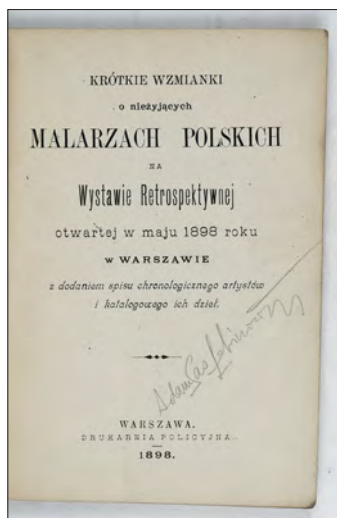 KRÓTKIE WZMIANKI
o nieżyjących
MALARZACH POLSKICH
NA
Wystawie Retrospektywnej
otwartej w maju 1898 roku
w WARSZAWIE
z dodaniem spisu chronologicznego artystów
i katalogowego ich dzieł.
Adam
WARSZAWA.
DRUKARNIA POLICYJNA.
1898.